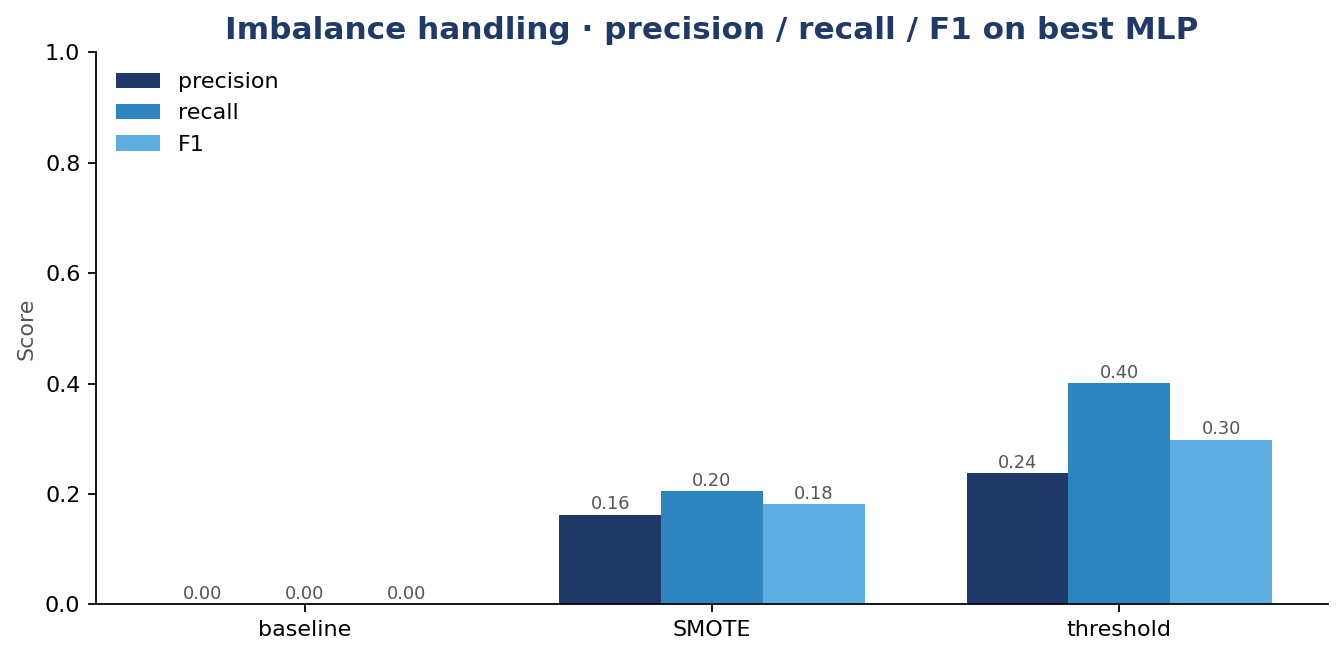 Imbalance handling · precision / recall / F1 on best MLP
1.0
0.8
0.6
0.4
0.2
0.0
Score
precision
recall
F1
0.00 0.00 0.00
0.16 0.20 0.18
0.24 0.40 0.30
baseline SMOTE threshold